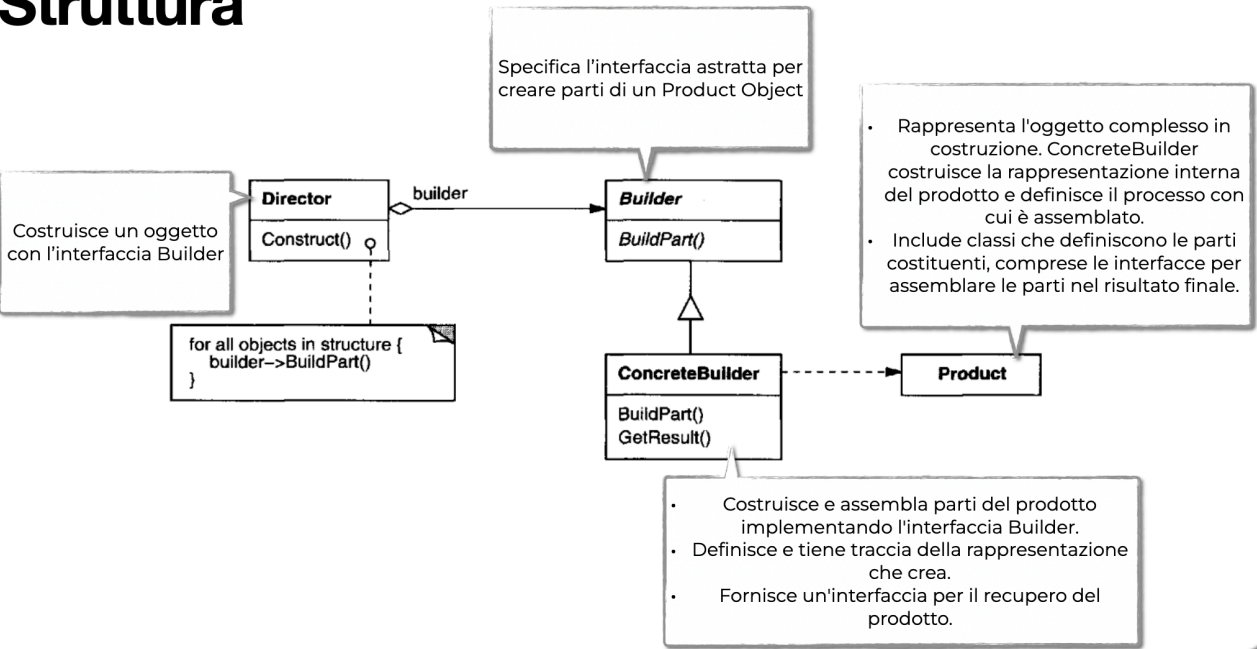 Struttura
Specifica l'interfaccia astratta per
creare parti di un Product Object
• Rappresenta l'oggetto complesso in
costruzione. ConcreteBuilder
costruisce la rappresentazione interna
del prodotto e definisce il processo con
cui è assemblato.
• Include classi che definiscono le parti
costituenti, comprese le interfacce per
assemblare le parti nel risultato finale.
Costruisce un oggetto
con l'interfaccia Builder
Director
Construct()
builder
Builder
BuildPart()
for all objects in structure {
builder->BuildPart()
}
ConcreteBuilder
BuildPart()
GetResult()
Product
• Costruisce e assembla parti del prodotto
implementando l'interfaccia Builder.
• Definisce e tiene traccia della rappresentazione
che crea.
• Fornisce un'interfaccia per il recupero del
prodotto.